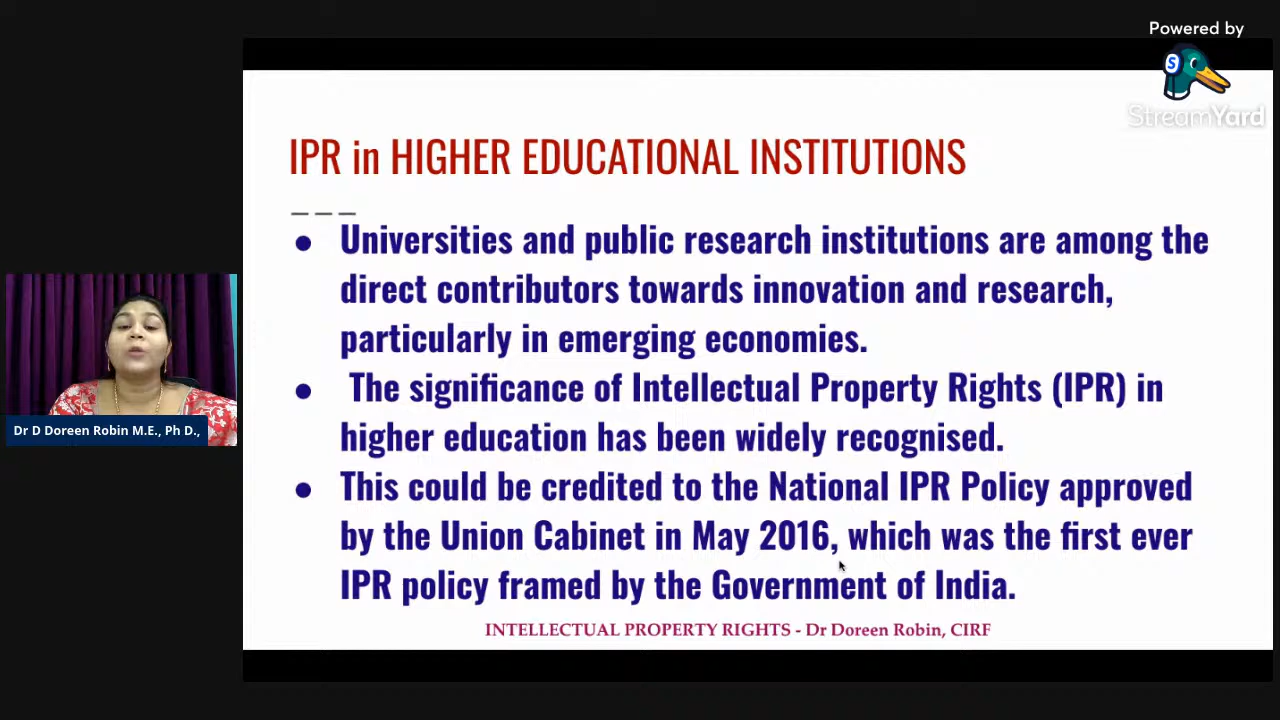 Powered by
S
StreamYard
IPR in HIGHER EDUCATIONAL INSTITUTIONS
● Universities and public research institutions are among the
direct contributors towards innovation and research,
particularly in emerging economies.
● The significance of Intellectual Property Rights (IPR) in
higher education has been widely recognised.
● This could be credited to the National IPR Policy approved
by the Union Cabinet in May 2016, which was the first ever
IPR policy framed by the Government of India.
INTELLECTUAL PROPERTY RIGHTS - Dr Doreen Robin, CIRF
Dr D Doreen Robin M.E., Ph D.,